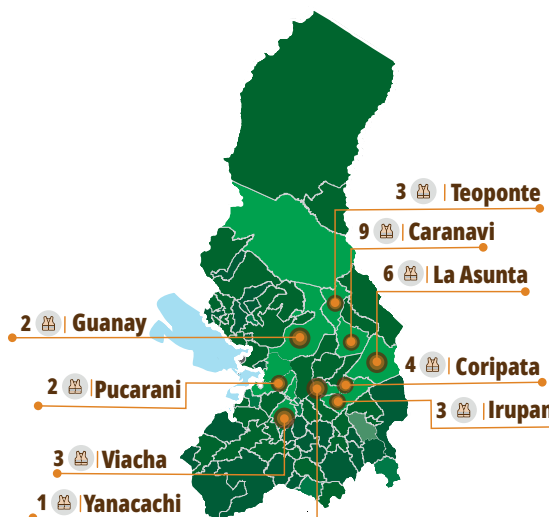 3 Teoponte
9 Caranavi
6 La Asunta
2 Guanay
4 Coripata
2 Pucarani
3 Irupan
3 Viacha
1 Yanacachi